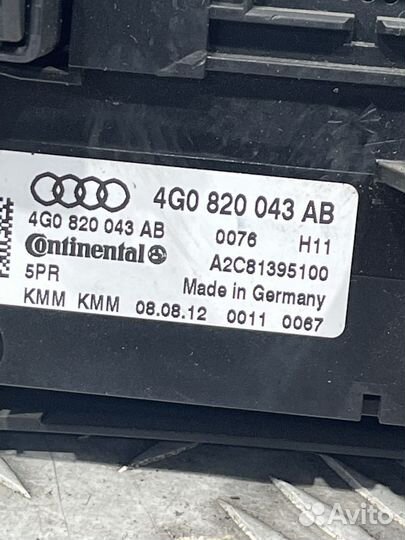 4G0 820 043 AB
4G0 820 043 AB 0076 H11
Continental A2C81395100
5PR Made in Germany
KMM KMM 08.08.12 0011 0067
Avito